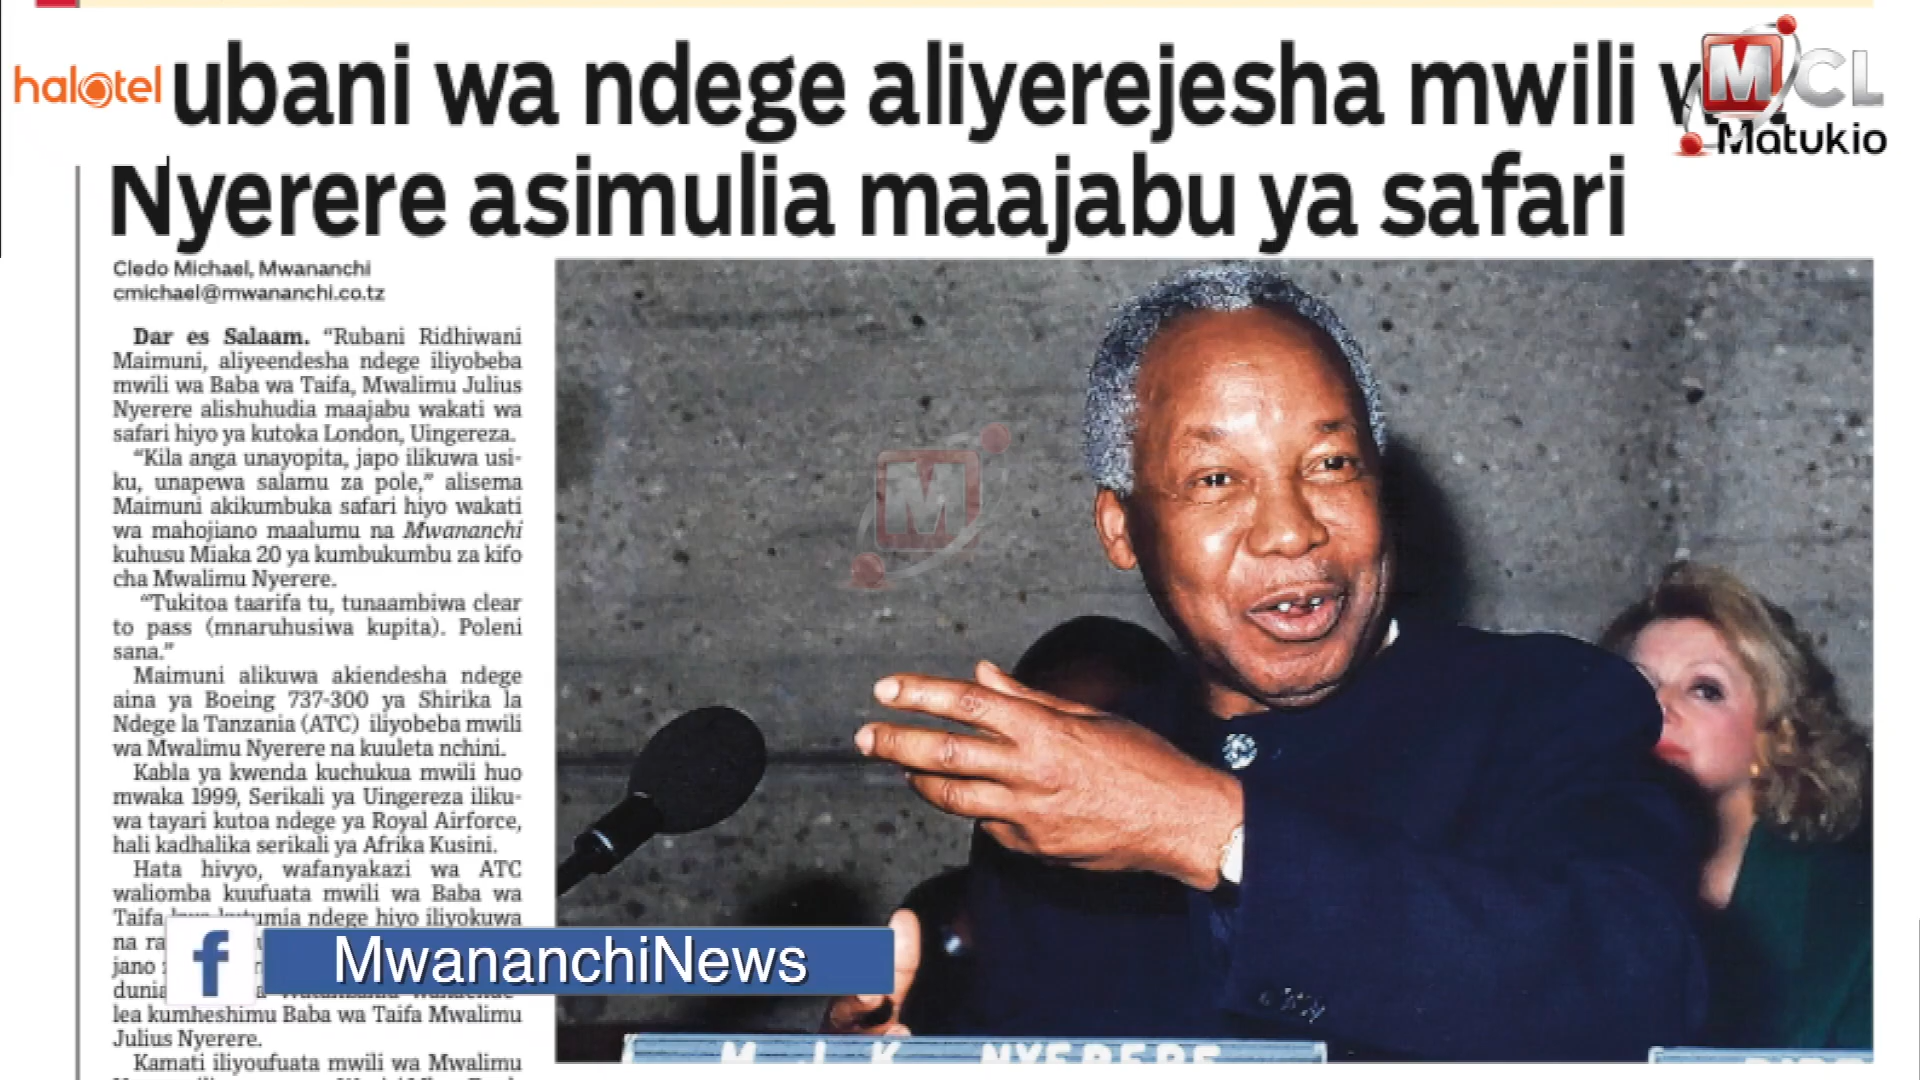 halotel
ubani wa ndege aliyerejesha mwili
MCL
Matukio
Nyerere asimulia maajabu ya safari
Cledo Michael, Mwananchi
cmichael@mwananchi.co.tz
Dar es Salaam. “Rubani Ridhiwani
Maimuni, aliyeendesha ndege iliyobeba
mwili wa Baba wa Taifa, Mwalimu Julius
Nyerere alishuhudia maajabu wakati wa
safari hiyo ya kutoka London, Uingereza.
“Kila anga unayopita, japo ilikuwa usi-
ku, unapewa salamu za pole,” alisema
Maimuni akikumbuka safari hiyo wakati
wa mahojiano maalumu na Mwananchi
kuhusu Miaka 20 ya kumbukumbu za kifo
cha Mwalimu Nyerere.
“Tukitoa taarifa tu, tunaambiwa clear
to pass (mnaruhusiwa kupita). Poleni
sana.”
Maimuni alikuwa akiendesha ndege
aina ya Boeing 737-300 ya Shirika la
Ndege la Tanzania (ATC) iliyobeba mwili
wa Mwalimu Nyerere na kuuleta nchini.
Kabla ya kwenda kuchukua mwili huo
mwaka 1999, Serikali ya Uingereza iliku-
wa tayari kutoa ndege ya Royal Airforce,
hali kadhalika serikali ya Afrika Kusini.
Hata hivyo, wafanyakazi wa ATC
waliomba kuufuata mwili wa Baba wa
Taifa ndege hiyo iliyokuwa
na
jano
lea kumheshimu Baba wa Taifa Mwalimu
Julius Nyerere.
Kamati iliyoufuata mwili wa Mwalimu
M
f MwananchiNews
M. J. K. NYERERE